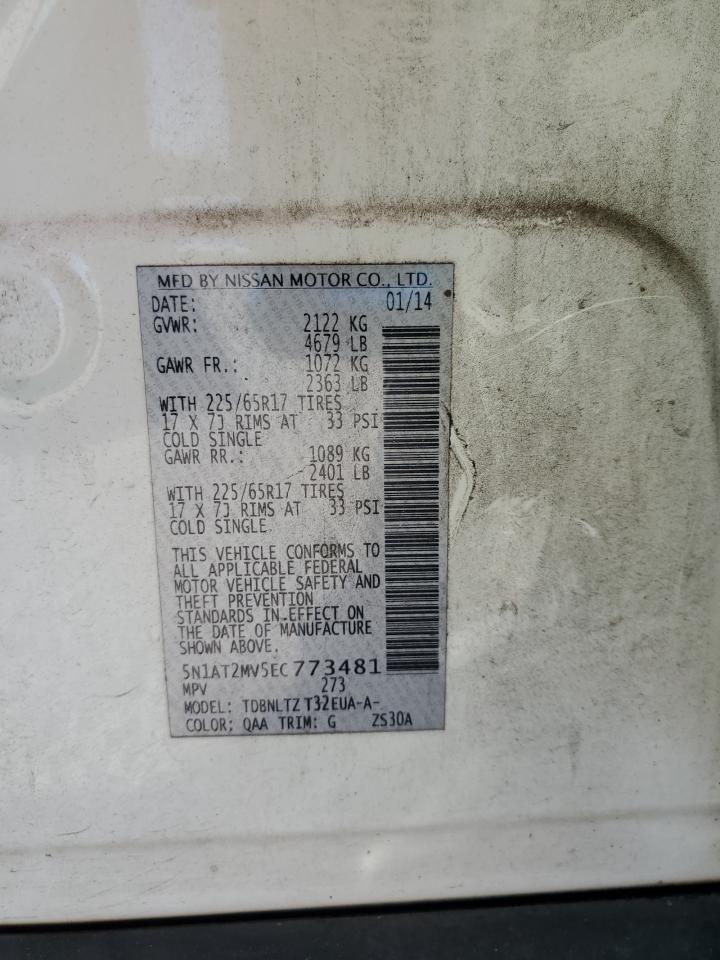 MFD BY NISSAN MOTOR CO., LTD.
DATE: 01/14
GVWR: 2122 KG
4679 LB
GAWR FR.: 1072 KG
2363 LB
WITH 225/65R17 TIRES
17 X 7J RIMS AT 33 PSI
COLD SINGLE
GAWR RR.: 1089 KG
2401 LB
WITH 225/65R17 TIRES
17 X 7J RIMS AT 33 PSI
COLD SINGLE
THIS VEHICLE CONFORMS TO
ALL APPLICABLE FEDERAL
MOTOR VEHICLE SAFETY AND
THEFT PREVENTION
STANDARDS IN EFFECT ON
THE DATE OF MANUFACTURE
SHOWN ABOVE.
5N1AT2MV5EC773481
MPV 273
MODEL: TDBNLTZ T32EUA-A-
COLOR: QAA TRIM: G ZS30A